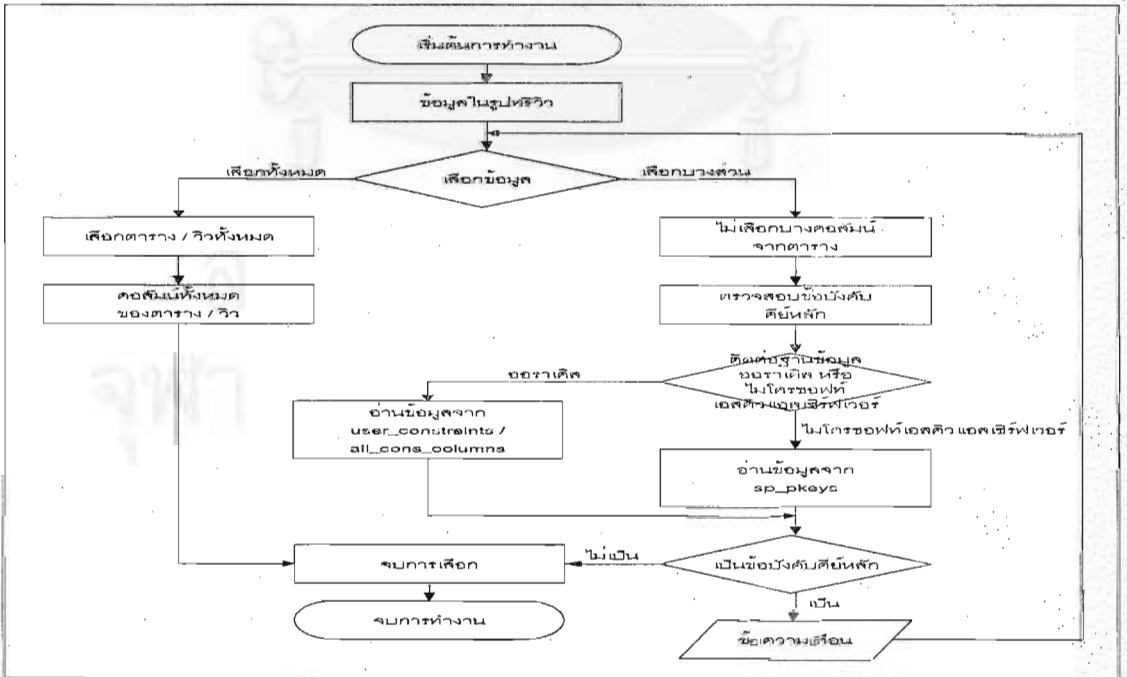 เริ่มต้นการทำงาน
ข้อมูลในรูปทรีวิว
เลือกข้อมูล
เลือกทั้งหมด
เลือกบางส่วน
เลือกตาราง / วิวทั้งหมด
ไม่เลือกบางคอลัมน์
จากตาราง
คอลัมน์ทั้งหมด
ของตาราง / วิว
ตรวจสอบข้อบังคับ
คีย์หลัก
ติดต่อฐานข้อมูล
ออราเคิล หรือ
ไมโครซอฟท์
เอสคิวแอลเซิร์ฟเวอร์
ออราเคิล
ไมโครซอฟท์เอสคิวแอลเซิร์ฟเวอร์
อ่านข้อมูลจาก
user_constraints /
all_cons_columns
อ่านข้อมูลจาก
sp_pkeys
เป็นข้อบังคับคีย์หลัก
ไม่เป็น
จบการเลือก
เป็น
จบการทำงาน
ข้อความเตือน
จุฬา